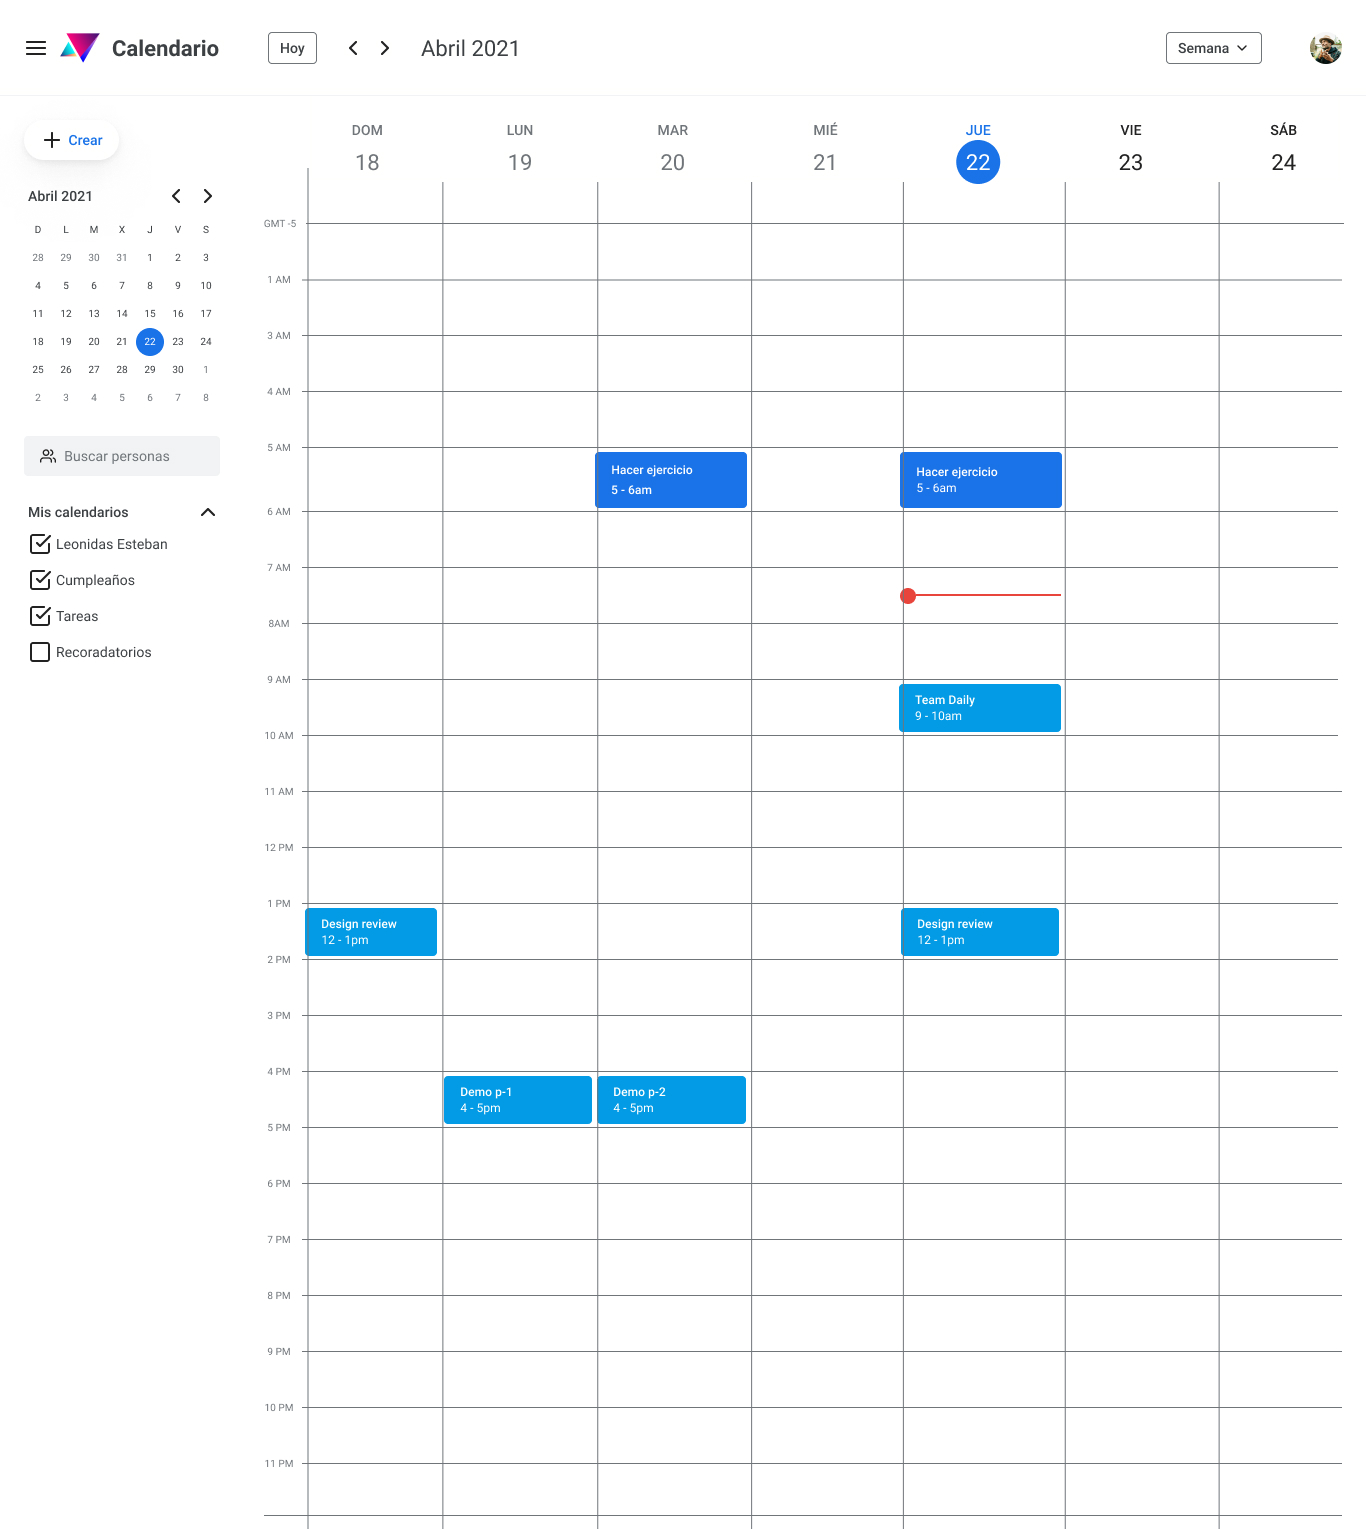 Calendario
Hoy
Abril 2021
Semana
Crear
Abril 2021
D L M X J V S
28 29 30 31 1 2 3
4 5 6 7 8 9 10
11 12 13 14 15 16 17
18 19 20 21 22 23 24
25 26 27 28 29 30 1
2 3 4 5 6 7 8
Buscar personas
Mis calendarios
Leonidas Esteban
Cumpleaños
Tareas
Recoradatorios
DOM LUN MAR MIÉ JUE VIE SÁB
18 19 20 21 22 23 24
GMT -5
1 AM
3 AM
4 AM
5 AM
Hacer ejercicio
5 - 6am
Hacer ejercicio
5 - 6am
6 AM
7 AM
8AM
9 AM
Team Daily
9 - 10am
10 AM
11 AM
12 PM
1 PM
Design review
12 - 1pm
Design review
12 - 1pm
2 PM
3 PM
4 PM
Demo p-1
4 - 5pm
Demo p-2
4 - 5pm
5 PM
6 PM
7 PM
8 PM
9 PM
10 PM
11 PM